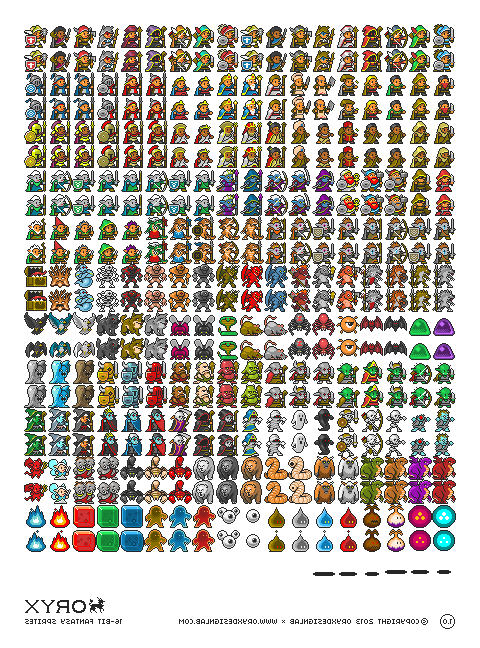 ORYX
16-BIT FANTASY SPRITES
© COPYRIGHT 2013 ORYXDESIGNLAB × WWW.ORYXDESIGNLAB.COM
1.0